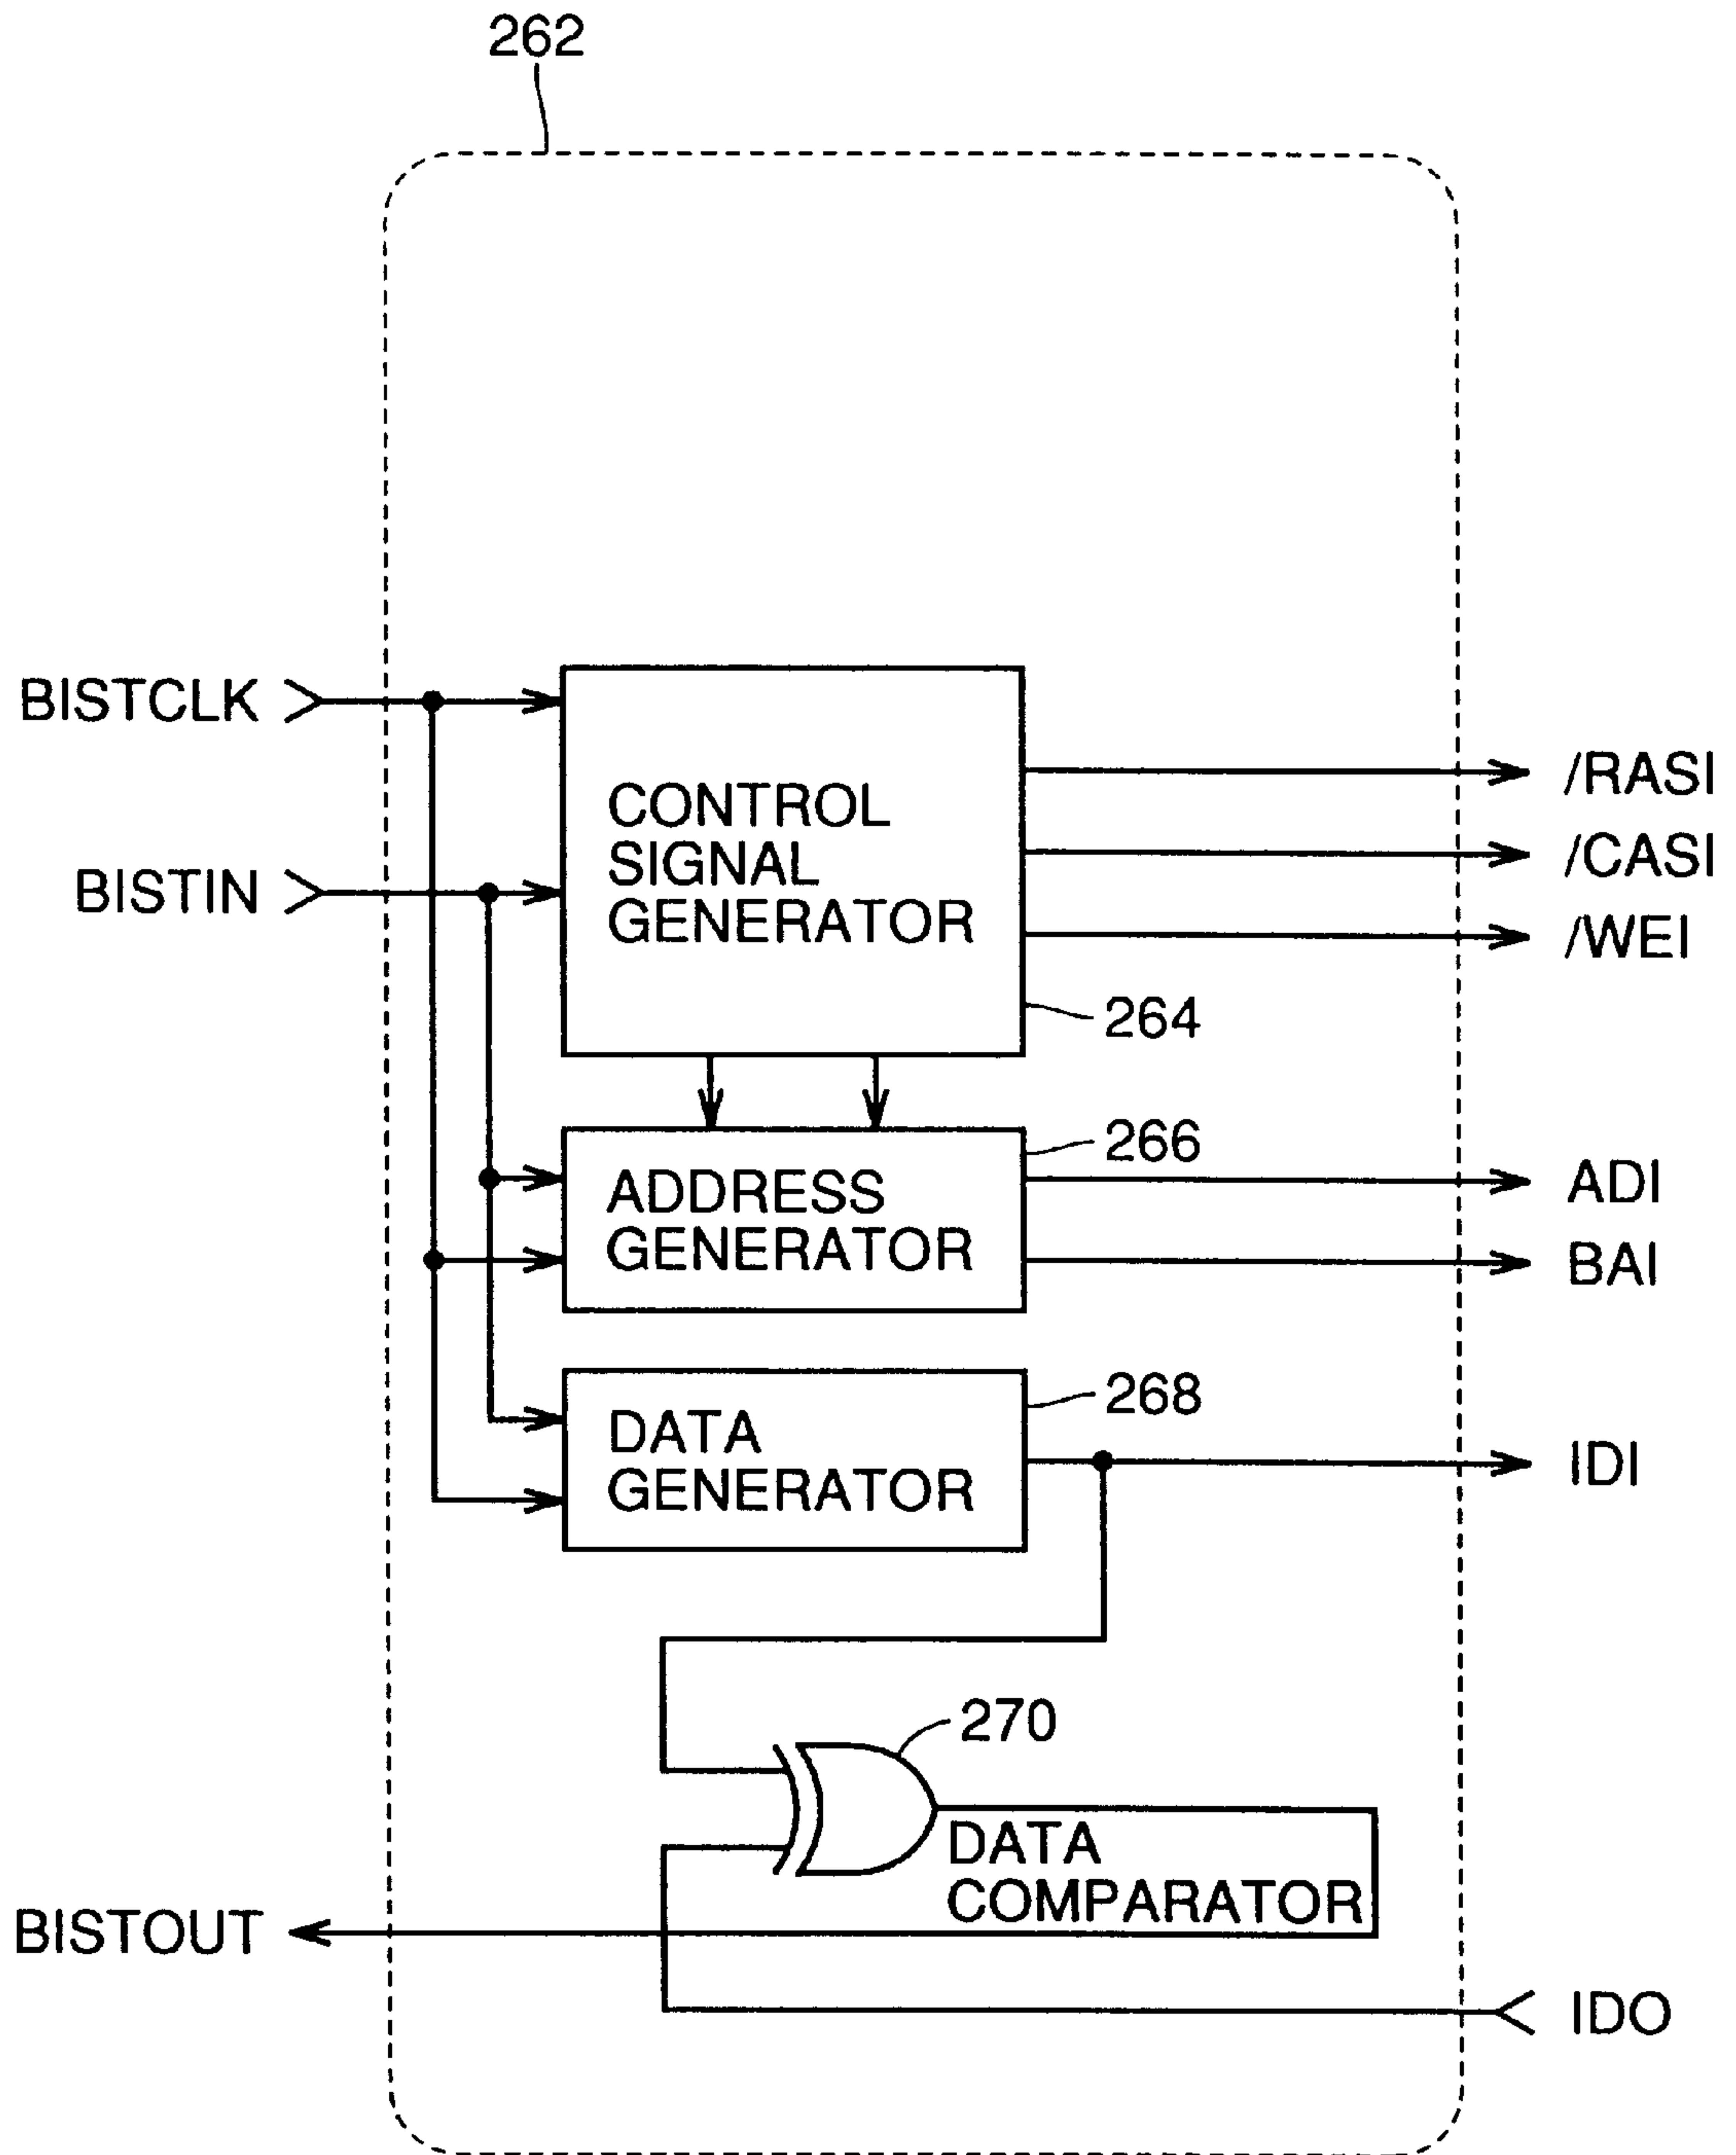 262
BISTCLK
BISTIN
CONTROL
SIGNAL
GENERATOR
/RASI
/CASI
/WEI
264
266
ADDRESS
GENERATOR
ADI
BAI
268
DATA
GENERATOR
IDI
270
DATA
COMPARATOR
BISTOUT
IDO